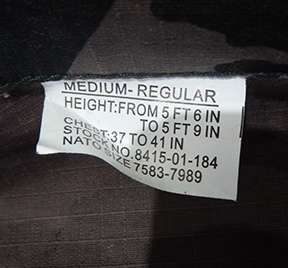 MEDIUM- REGULAR
HEIGHT:FROM 5 FT 6 IN
TO 5 FT 9 IN
CHEST:37 TO 41 IN
STOCK NO.8415-01-184
NATO SIZE 7583-7989